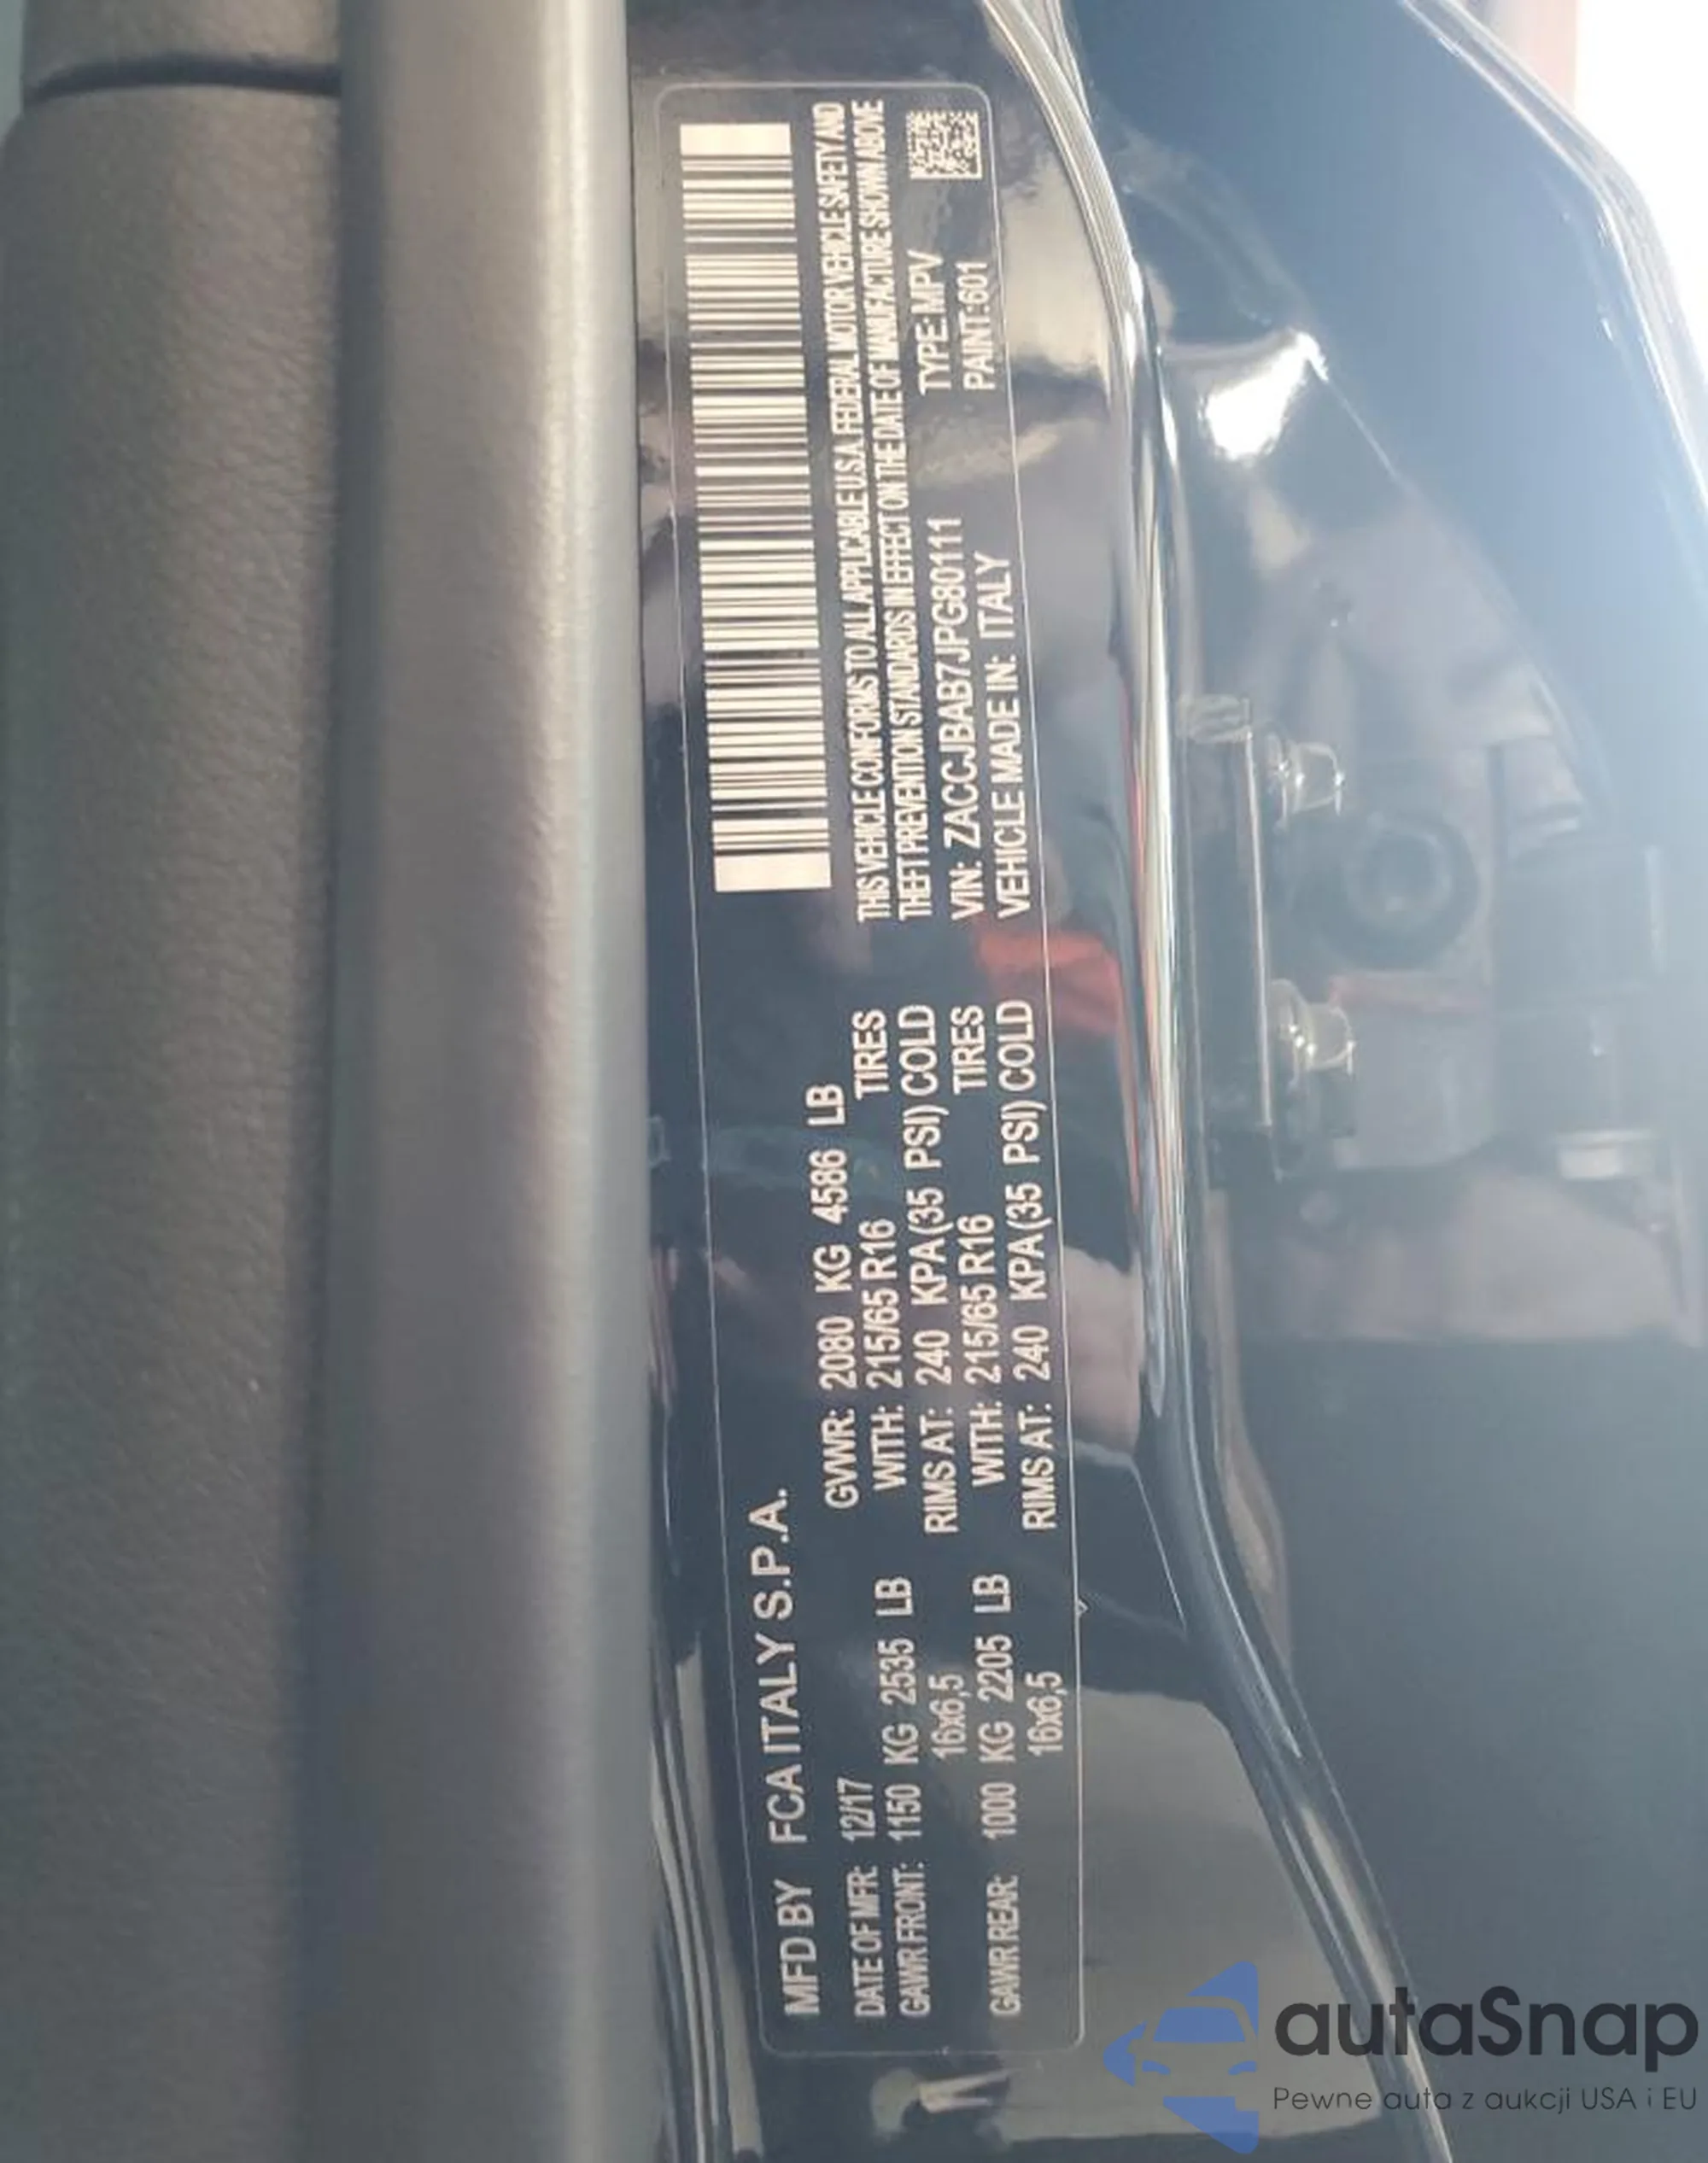 MFD BY FCA ITALY S.P.A.
DATE OF MFR: 12/17
GVWR: 2080 KG 4586 LB
GAWR FRONT: 1150 KG 2535 LB WITH: 215/65 R16 TIRES
16x6,5 RIMS AT: 240 KPA (35 PSI) COLD
GAWR REAR: 1000 KG 2205 LB WITH: 215/65 R16 TIRES
16x6,5 RIMS AT: 240 KPA (35 PSI) COLD
THIS VEHICLE CONFORMS TO ALL APPLICABLE U.S.A. FEDERAL MOTOR VEHICLE SAFETY AND
THEFT PREVENTION STANDARDS IN EFFECT ON THE DATE OF MANUFACTURE SHOWN ABOVE
VIN: ZACCJBAB7JPG80111 TYPE: MPV
VEHICLE MADE IN: ITALY PAINT: 601
autaSnap
Pewne auta z aukcji USA i EU